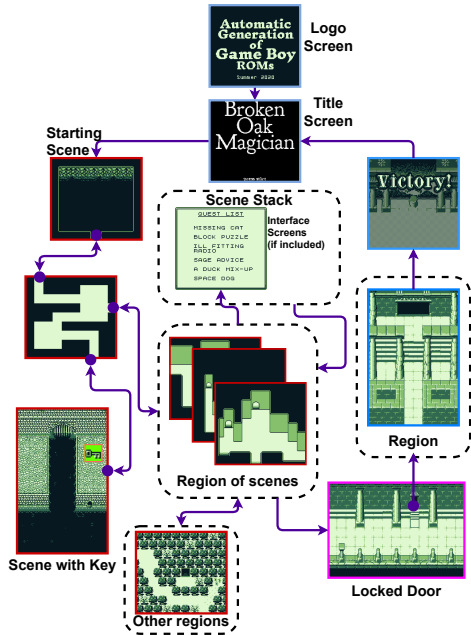 Automatic
Generation
of
Game Boy
ROMs
Summer 2020
Logo
Screen
Broken
Oak
Magician
Title
Screen
Starting
Scene
Victory!
Scene Stack
QUEST LIST
MISSING CAT
BLOCK PUZZLE
ILL FITTING
RADIO
SAGE ADVICE
A DUCK MIX-UP
SPACE DOG
Interface
Screens
(if included)
Region
Region of scenes
Scene with Key
Other regions
Locked Door